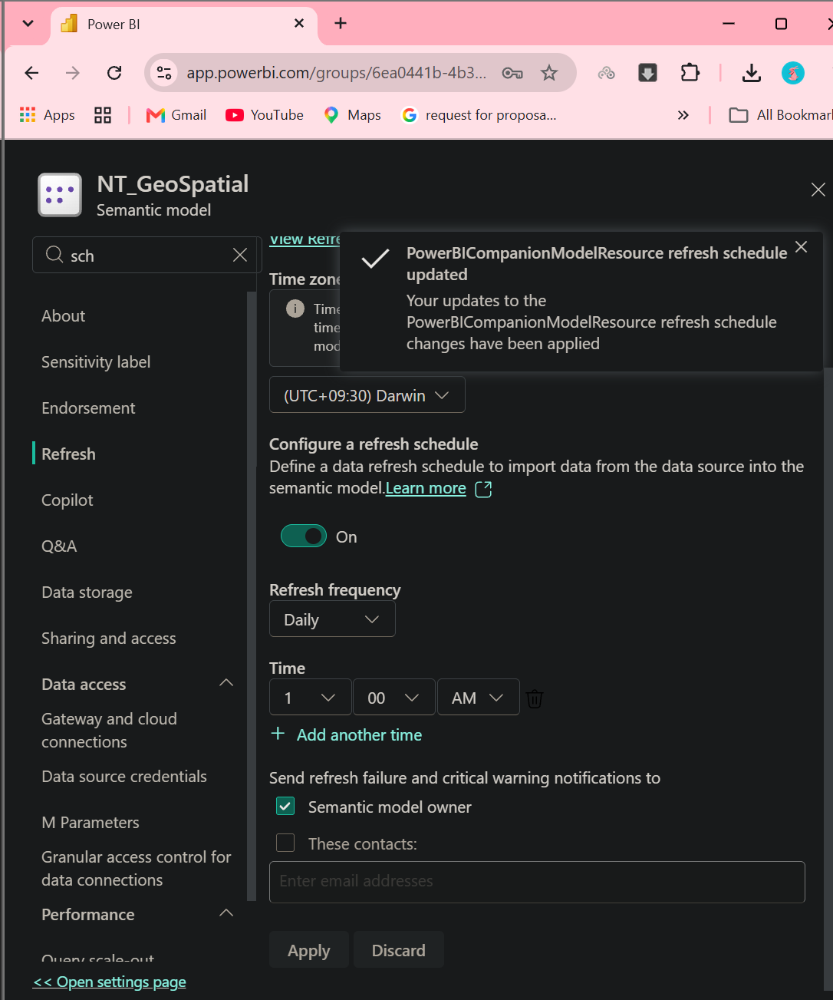 Power BI
app.powerbi.com/groups/6ea0441b-4b3...
Apps
Gmail
YouTube
Maps
request for proposa...
All Bookmar
NT_GeoSpatial
Semantic model
sch
About
Sensitivity label
Endorsement
Refresh
Copilot
Q&A
Data storage
Sharing and access
Data access
Gateway and cloud
connections
Data source credentials
M Parameters
Granular access control for
data connections
Performance
Query scale-out
<< Open settings page
View Refre
PowerBICompanionModelResource refresh schedule
updated
Your updates to the
PowerBICompanionModelResource refresh schedule
changes have been applied
Time zone
Time
time
mod
(UTC+09:30) Darwin
Configure a refresh schedule
Define a data refresh schedule to import data from the data source into the
semantic model.Learn more
On
Refresh frequency
Daily
Time
1 00 AM
+ Add another time
Send refresh failure and critical warning notifications to
Semantic model owner
These contacts:
Enter email addresses
Apply Discard